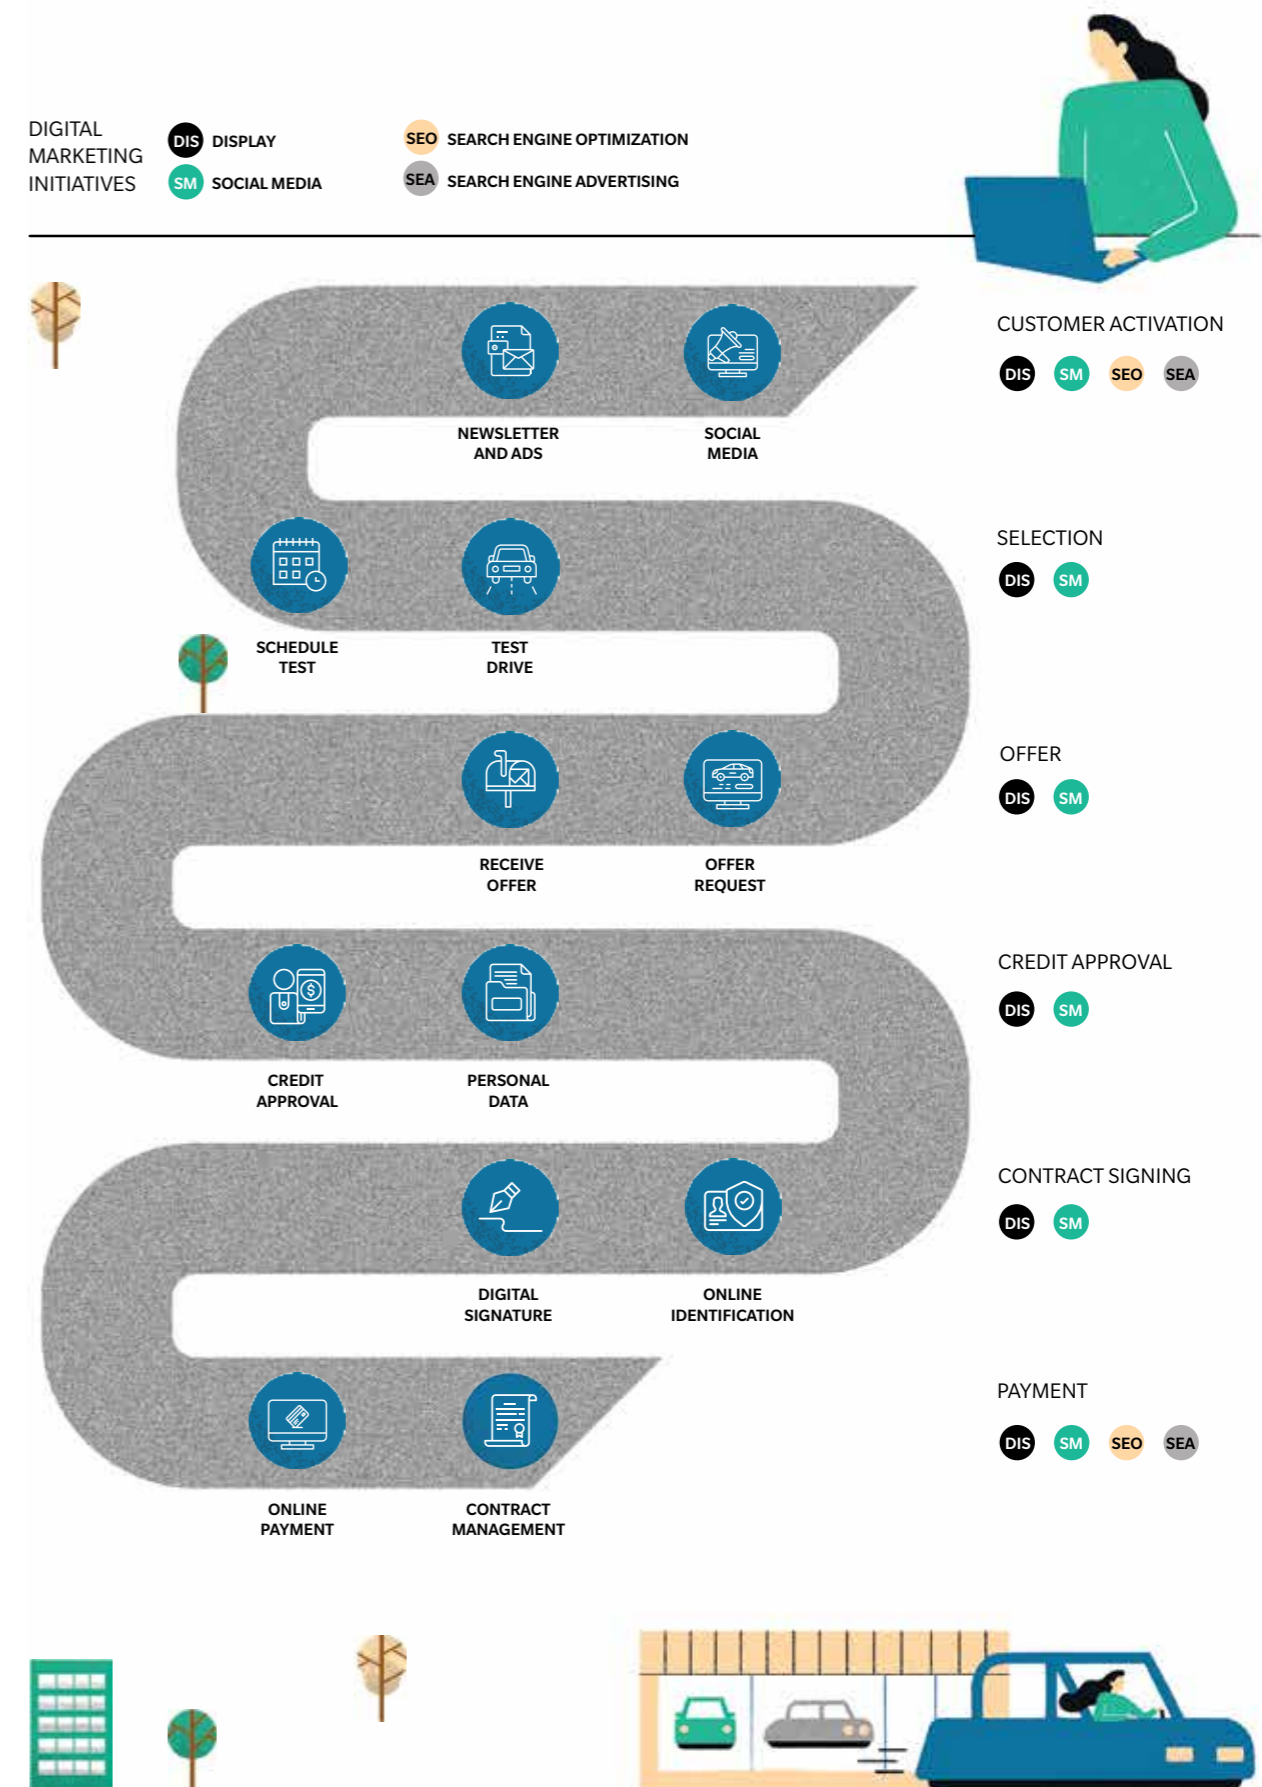 DIGITAL
MARKETING
INITIATIVES
DIS DISPLAY
SM SOCIAL MEDIA
SEO SEARCH ENGINE OPTIMIZATION
SEA SEARCH ENGINE ADVERTISING
CUSTOMER ACTIVATION
DIS SM SEO SEA
NEWSLETTER
AND ADS
SOCIAL
MEDIA
SELECTION
DIS SM
SCHEDULE
TEST
TEST
DRIVE
OFFER
DIS SM
RECEIVE
OFFER
OFFER
REQUEST
CREDIT APPROVAL
DIS SM
CREDIT
APPROVAL
PERSONAL
DATA
CONTRACT SIGNING
DIS SM
DIGITAL
SIGNATURE
ONLINE
IDENTIFICATION
PAYMENT
DIS SM SEO SEA
ONLINE
PAYMENT
CONTRACT
MANAGEMENT